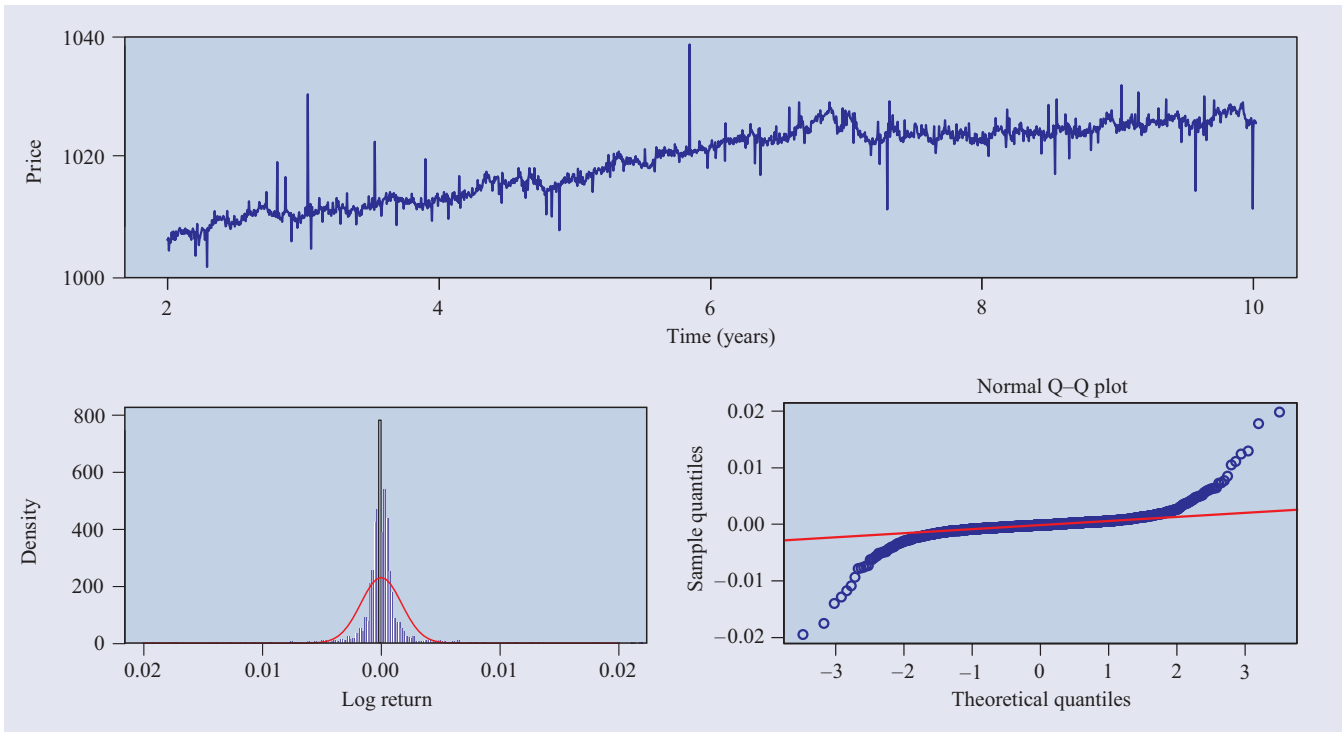 1040
1020
1000
Price
2 4 6 8 10
Time (years)
800
600
400
200
0
Density
0.02 0.01 0.00 0.01 0.02
Log return
Normal Q–Q plot
0.02
0.01
0.00
–0.01
–0.02
Sample quantiles
–3 –2 –1 0 1 2 3
Theoretical quantiles